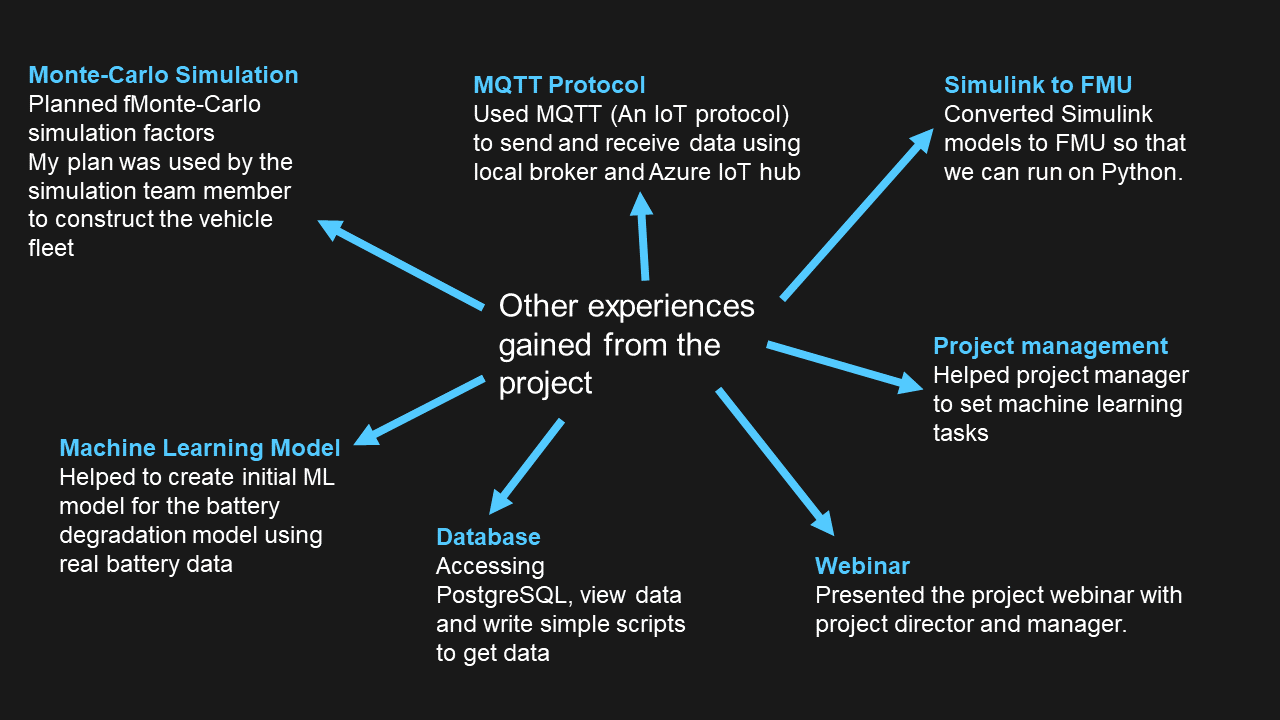 Monte-Carlo Simulation
Planned fMonte-Carlo
simulation factors
My plan was used by the
simulation team member
to construct the vehicle
fleet
MQTT Protocol
Used MQTT (An IoT protocol)
to send and receive data using
local broker and Azure IoT hub
Simulink to FMU
Converted Simulink
models to FMU so that
we can run on Python.
Other experiences
gained from the
project
Project management
Helped project manager
to set machine learning
tasks
Machine Learning Model
Helped to create initial ML
model for the battery
degradation model using
real battery data
Database
Accessing
PostgreSQL, view data
and write simple scripts
to get data
Webinar
Presented the project webinar with
project director and manager.